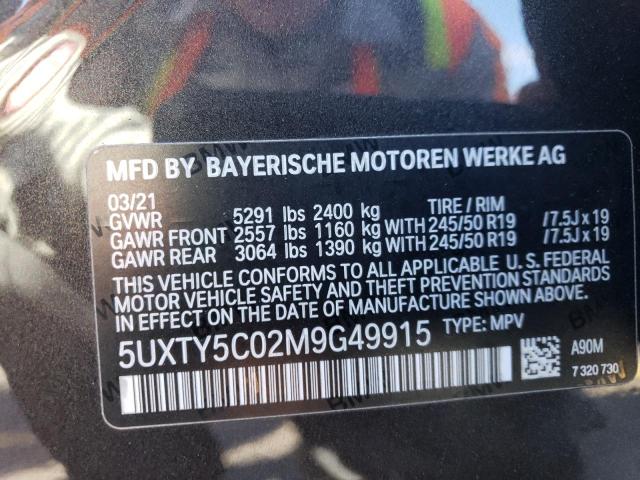 MFD BY BAYERISCHE MOTOREN WERKE AG
03/21 TIRE / RIM
GVWR 5291 lbs 2400 kg
GAWR FRONT 2557 lbs 1160 kg WITH 245/50 R19 /7.5J x 19
GAWR REAR 3064 lbs 1390 kg WITH 245/50 R19 /7.5J x 19
THIS VEHICLE CONFORMS TO ALL APPLICABLE U. S. FEDERAL
MOTOR VEHICLE SAFETY AND THEFT PREVENTION STANDARDS
IN EFFECT ON THE DATE OF MANUFACTURE SHOWN ABOVE.
5UXTY5C02M9G49915 TYPE: MPV
A90M
7 320 730